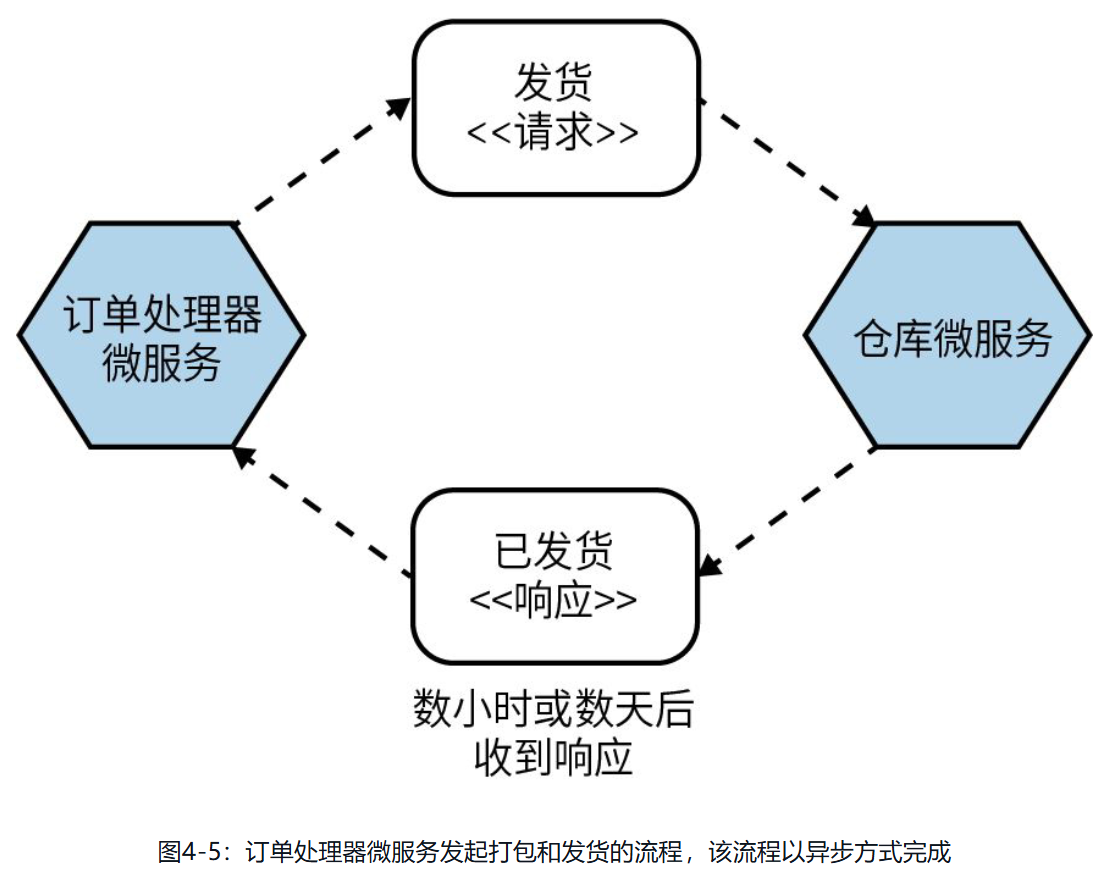 发货
<<请求>>
订单处理器
微服务
仓库微服务
已发货
<<响应>>
数小时或数天后
收到响应
图4-5：订单处理器微服务发起打包和发货的流程，该流程以异步方式完成